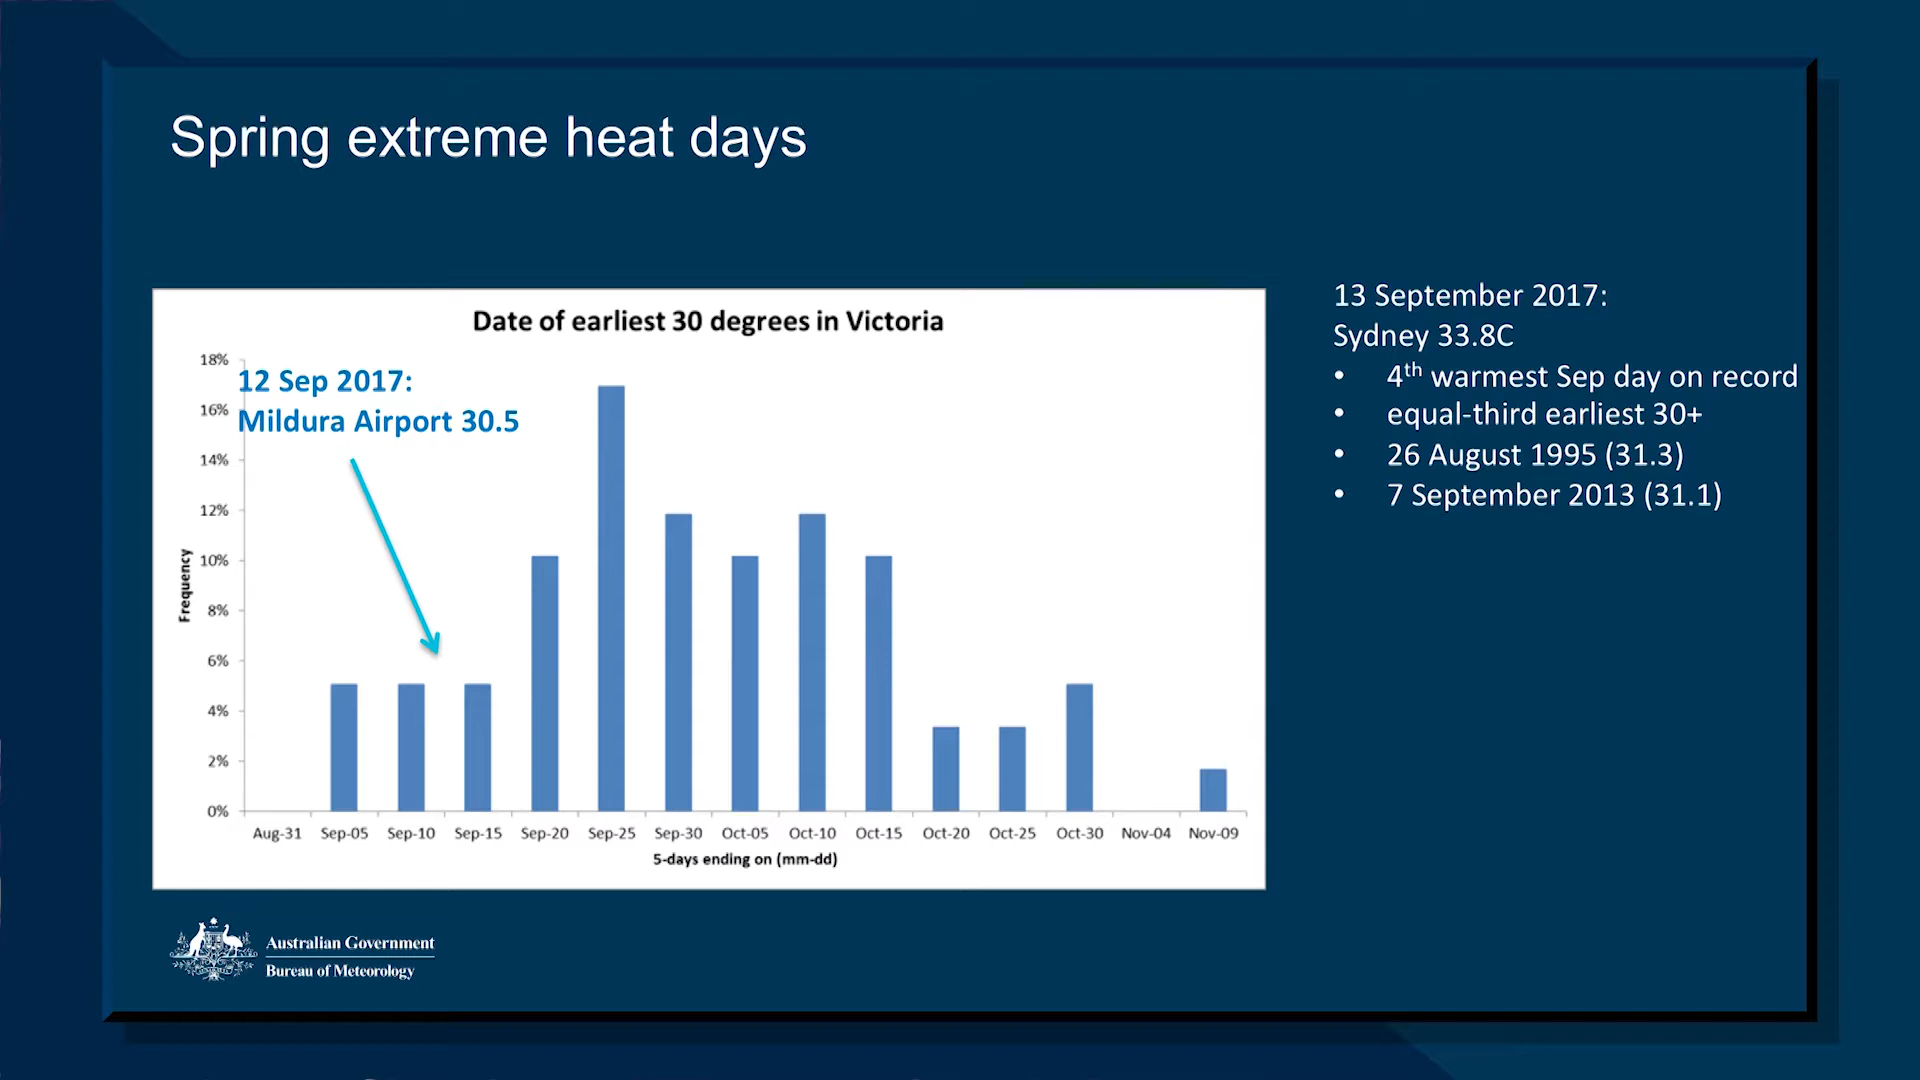 Spring extreme heat days
Date of earliest 30 degrees in Victoria
12 Sep 2017:
Mildura Airport 30.5
18%
16%
14%
12%
10%
8%
6%
4%
2%
0%
Frequency
Aug-31 Sep-05 Sep-10 Sep-15 Sep-20 Sep-25 Sep-30 Oct-05 Oct-10 Oct-15 Oct-20 Oct-25 Oct-30 Nov-04 Nov-09
5-days ending on (mm-dd)
13 September 2017:
Sydney 33.8C
• 4th warmest Sep day on record
• equal-third earliest 30+
• 26 August 1995 (31.3)
• 7 September 2013 (31.1)
Australian Government
Bureau of Meteorology